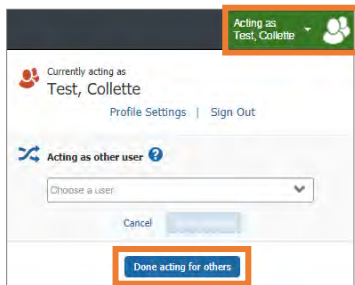 Acting as
Test, Collette
Currently acting as
Test, Collette
Profile Settings | Sign Out
Acting as other user ?
Choose a user
Cancel
Done acting for others